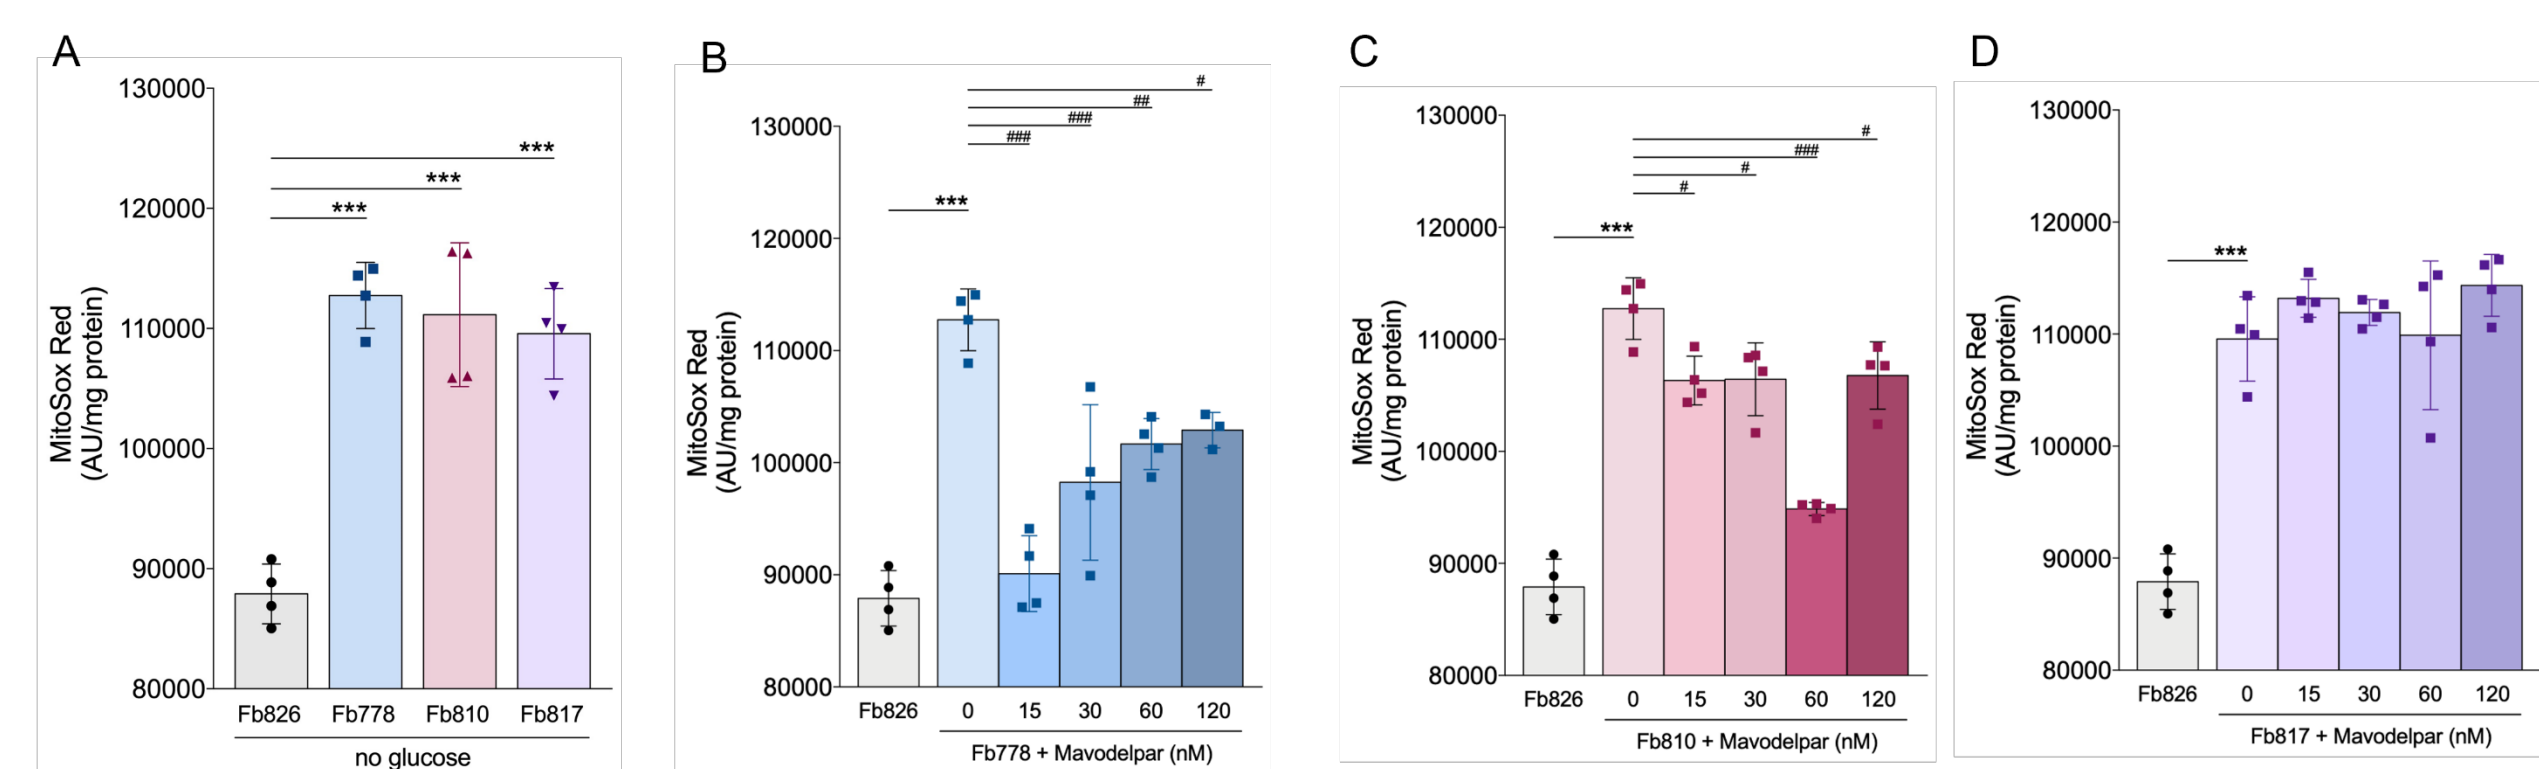 A
130000
120000
110000
100000
90000
80000
MitoSox Red
(AU/mg protein)
***
***
***
Fb826 Fb778 Fb810 Fb817
no glucose
B
130000
120000
110000
100000
90000
80000
MitoSox Red
(AU/mg protein)
#
##
###
###
***
Fb826 0 15 30 60 120
Fb778 + Mavodelpar (nM)
C
130000
120000
110000
100000
90000
80000
MitoSox Red
(AU/mg protein)
#
###
#
#
***
Fb826 0 15 30 60 120
Fb810 + Mavodelpar (nM)
D
130000
120000
110000
100000
90000
80000
MitoSox Red
(AU/mg protein)
***
Fb826 0 15 30 60 120
Fb817 + Mavodelpar (nM)